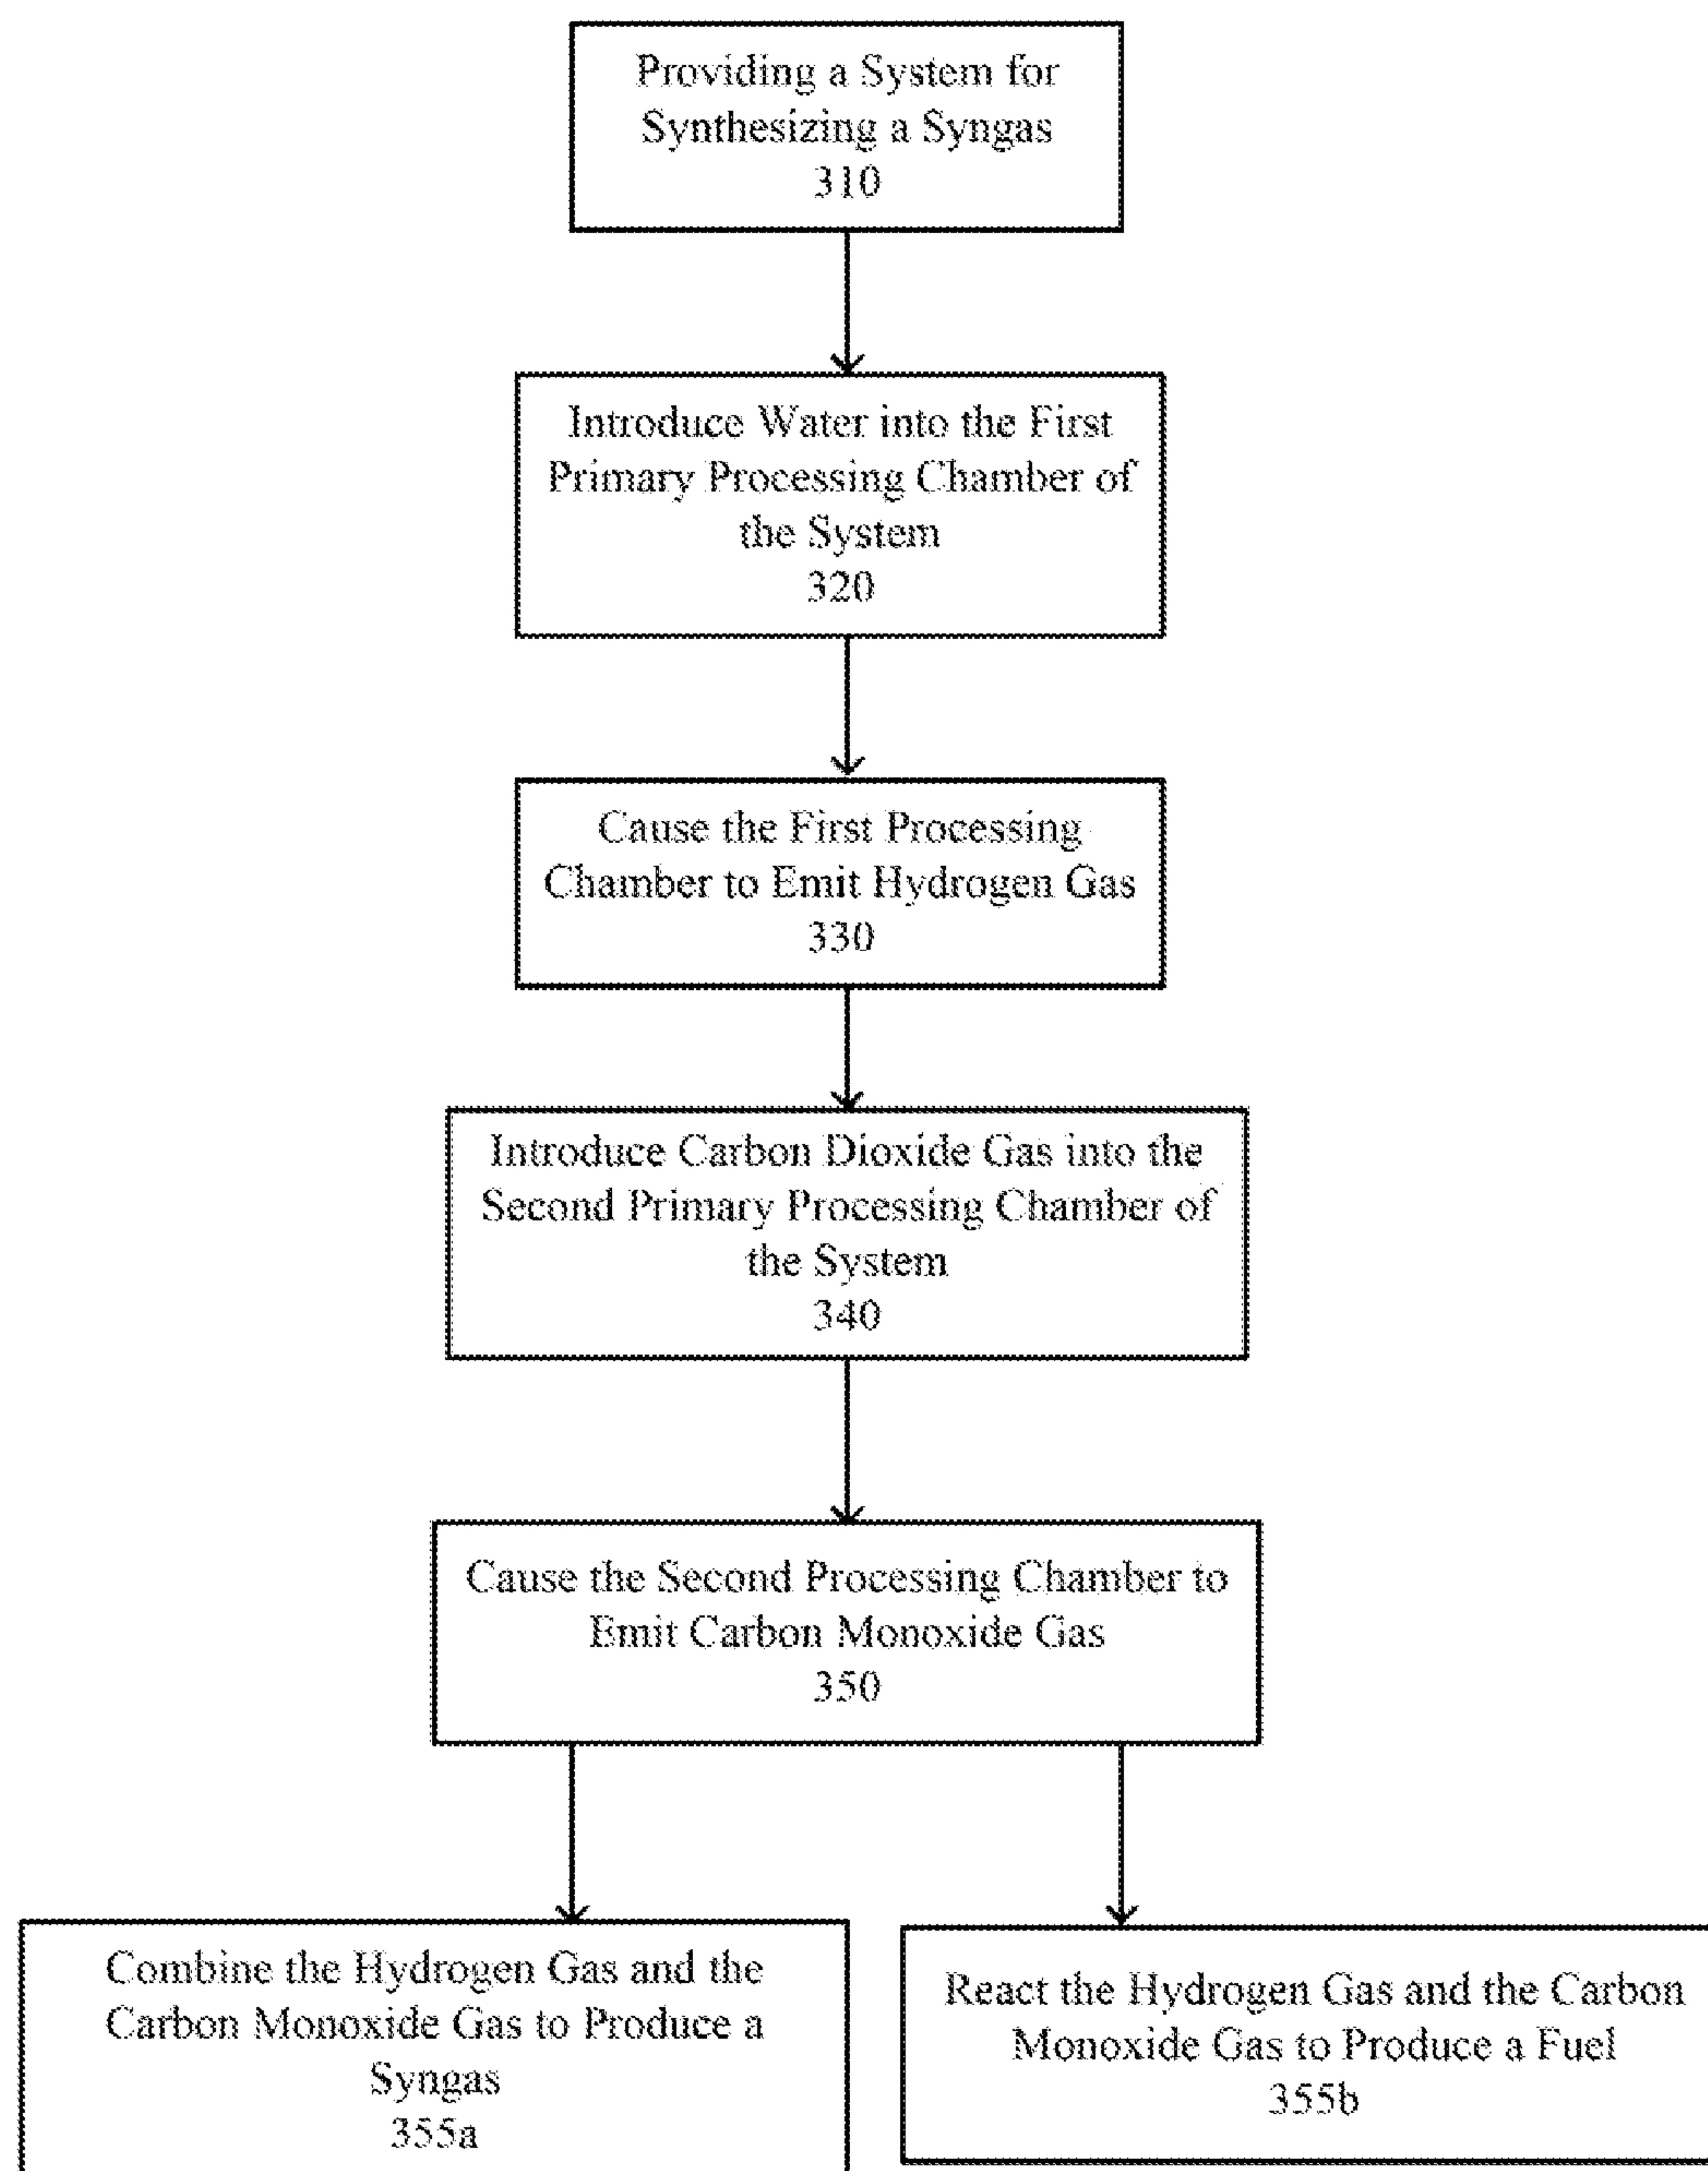 Providing a System for
Synthesizing a Syngas
310
Introduce Water into the First
Primary Processing Chamber of
the System
320
Cause the First Processing
Chamber to Emit Hydrogen Gas
330
Introduce Carbon Dioxide Gas into the
Second Primary Processing Chamber of
the System
340
Cause the Second Processing Chamber to
Emit Carbon Monoxide Gas
350
Combine the Hydrogen Gas and the
Carbon Monoxide Gas to Produce a
Syngas
355a
React the Hydrogen Gas and the Carbon
Monoxide Gas to Produce a Fuel
355b